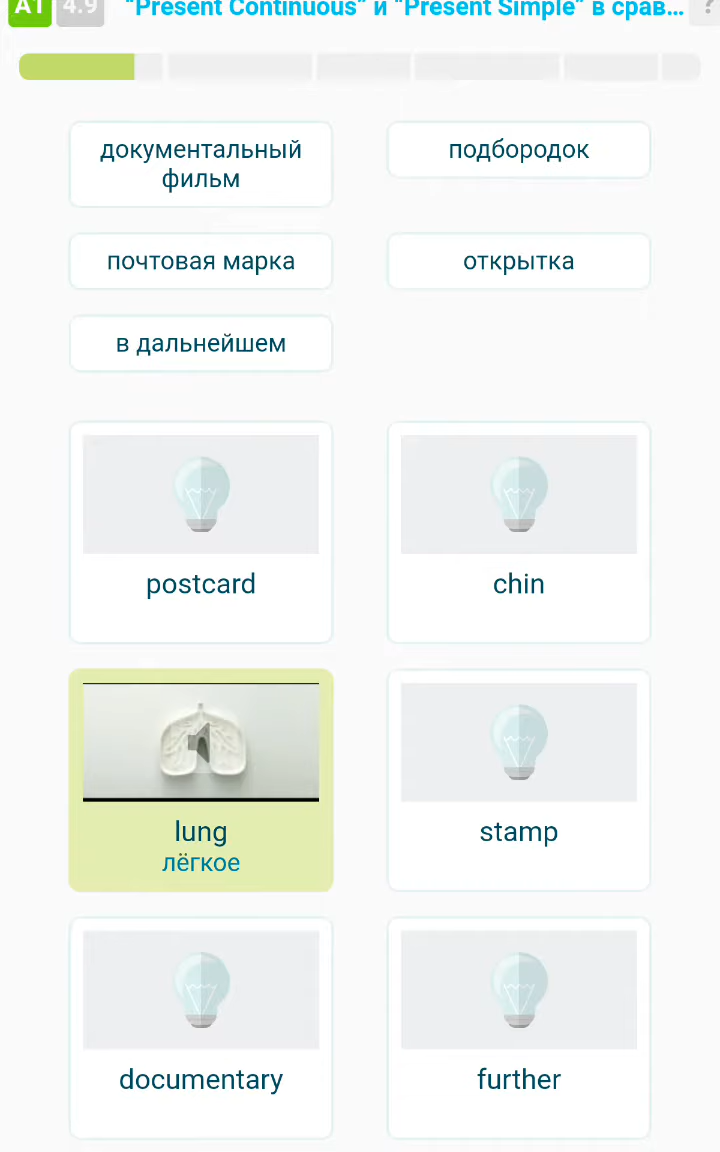 A1 4.9 “Present Continuous” и “Present Simple” в срав... ?
документальный
фильм
подбородок
почтовая марка
открытка
в дальнейшем
postcard
chin
lung
лёгкое
stamp
documentary
further